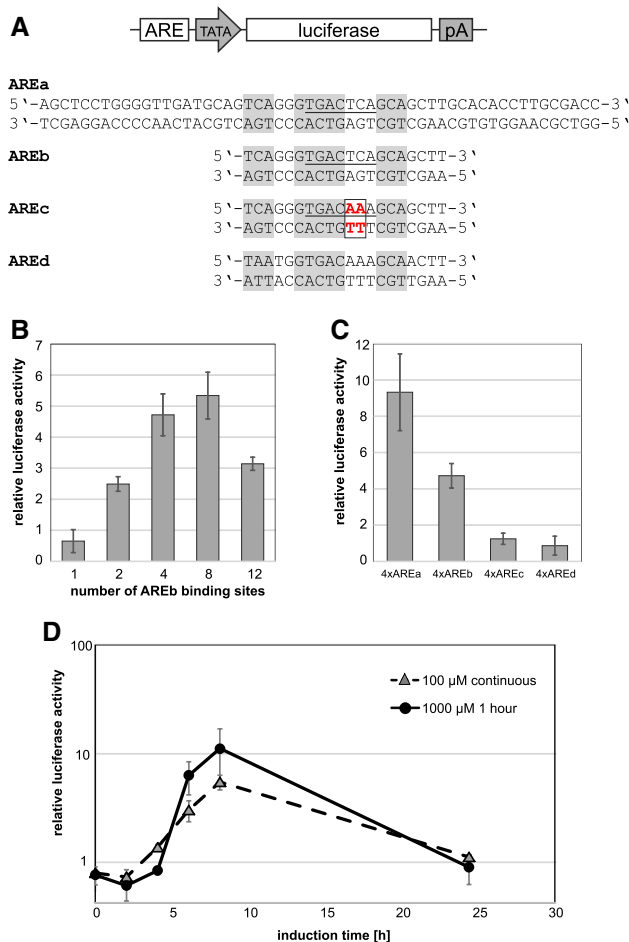 A
ARE TATA luciferase pA
AREa
5'-AGCTCCTGGGGTTGATGCAGTCAGGGTGACTCAGCAGCTTGCACACCTTGCGACC-3'
3'-TCGAGGACCCCAACTACGTCAGTCCCACTGAGTCGTCGAACGTGTGGAACGCTGG-5'
AREb
5'-TCAGGGTGACTCAGCAGCTT-3'
3'-AGTCCCACTGAGTCGTCGAA-5'
AREc
5'-TCAGGGTGACAAAGCAGCTT-3'
3'-AGTCCCACTGTTTCGTCGAA-5'
AREd
5'-TAATGGTGACAAAGCAACTT-3'
3'-ATTACCACTGTTTCGTTGAA-5'
B
relative luciferase activity
7
6
5
4
3
2
1
0
1 2 4 8 12
number of AREb binding sites
C
relative luciferase activity
12
10
8
6
4
2
0
4xAREa 4xAREb 4xAREc 4xAREd
D
relative luciferase activity
100
10
1
100 µM continuous
1000 µM 1 hour
0 5 10 15 20 25 30
induction time [h]